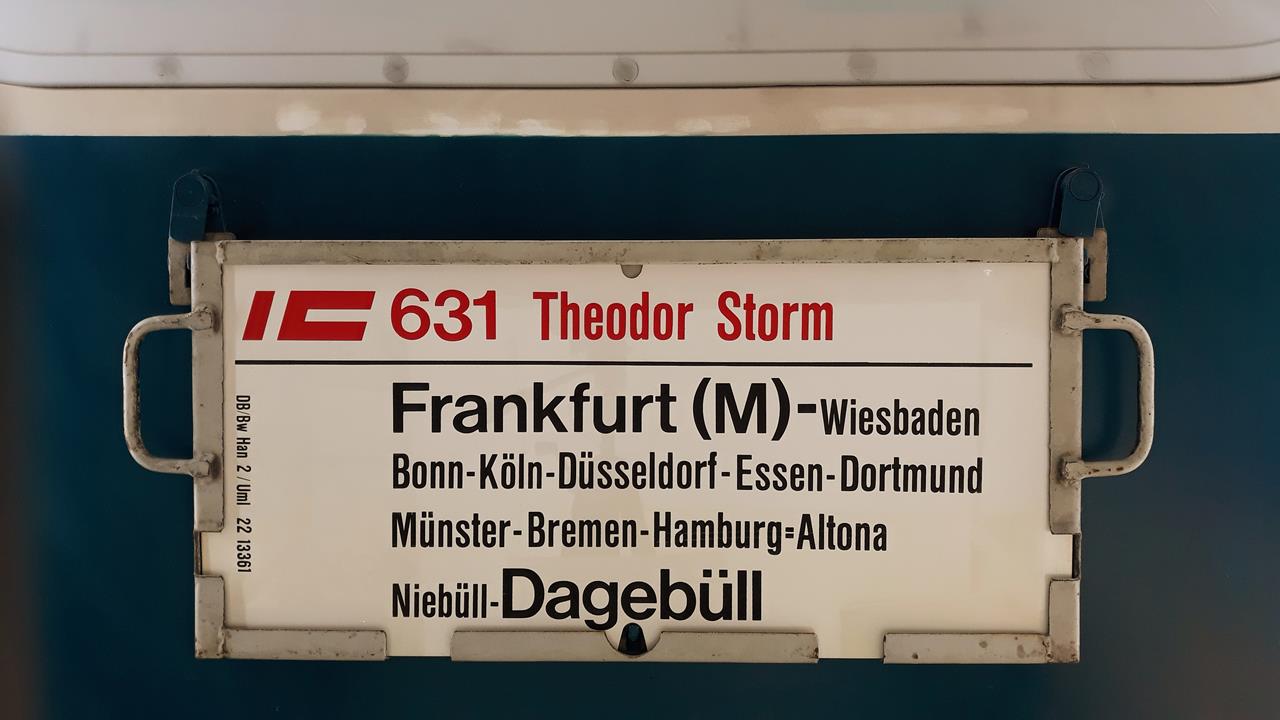 IC 631 Theodor Storm
Frankfurt (M)-Wiesbaden
Bonn-Köln-Düsseldorf-Essen-Dortmund
Münster-Bremen-Hamburg=Altona
Niebüll-Dagebüll
DB/Bw Han 2 / Uml 22 13361